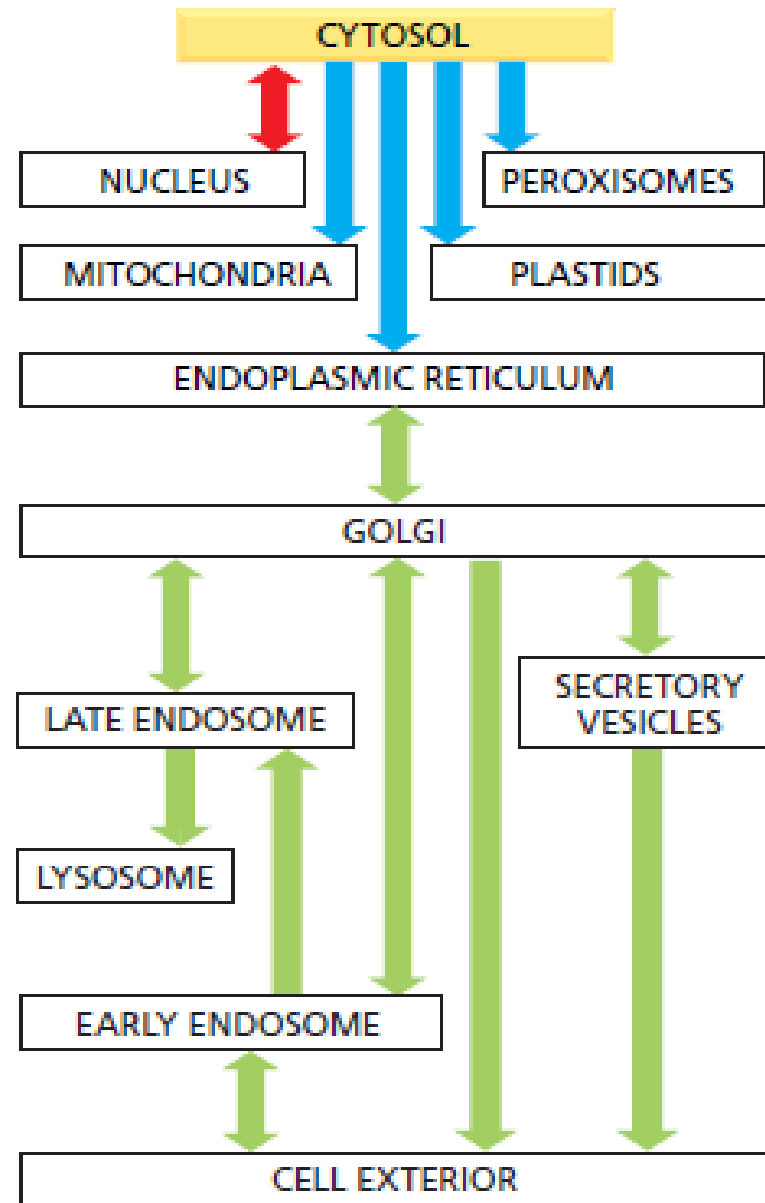 CYTOSOL
NUCLEUS
PEROXISOMES
MITOCHONDRIA
PLASTIDS
ENDOPLASMIC RETICULUM
GOLGI
LATE ENDOSOME
SECRETORY
VESICLES
LYSOSOME
EARLY ENDOSOME
CELL EXTERIOR